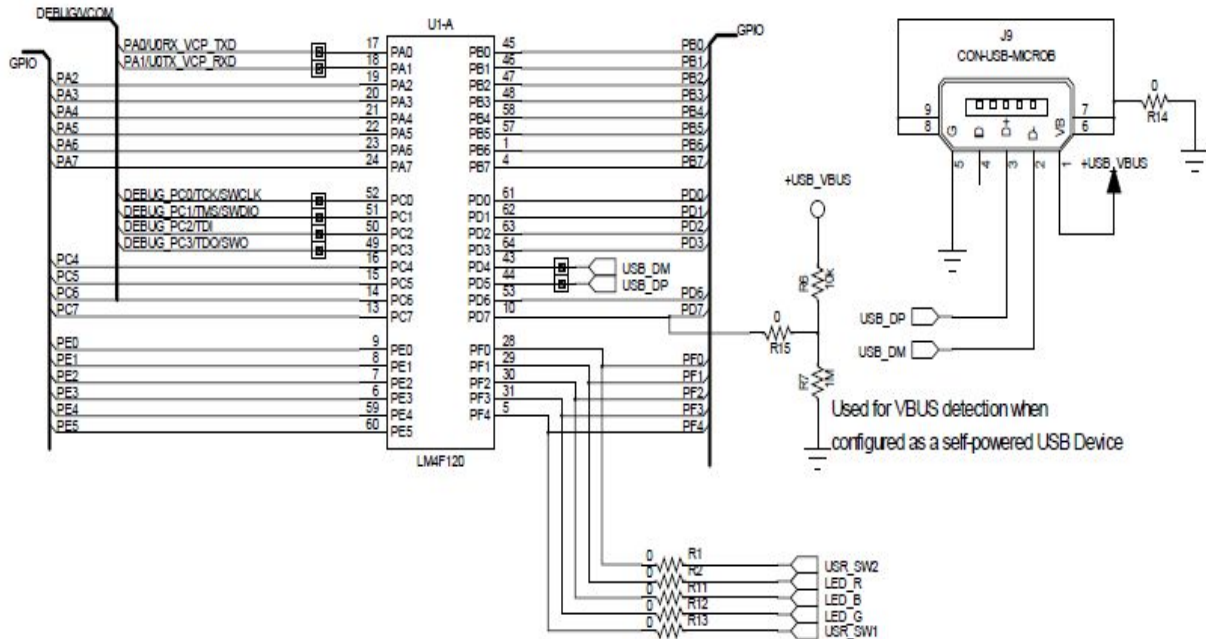 DEBUG/VCOM
GPIO
PA0/U0RX_VCP_TXD
PA1/U0TX_VCP_RXD
PA2
PA3
PA4
PA5
PA6
PA7
DEBUG_PC0/TCK/SWCLK
DEBUG_PC1/TMS/SWDIO
DEBUG_PC2/TDI
DEBUG_PC3/TDO/SWO
PC4
PC5
PC6
PC7
PE0
PE1
PE2
PE3
PE4
PE5
U1-A
17 PA0 PB0 45
18 PA1 PB1 46
19 PA2 PB2 47
20 PA3 PB3 48
21 PA4 PB4 58
22 PA5 PB5 57
23 PA6 PB6 1
24 PA7 PB7 4
52 PC0 PD0 61
51 PC1 PD1 62
50 PC2 PD2 63
49 PC3 PD3 64
16 PC4 PD4 43
15 PC5 PD5 44
14 PC6 PD6 53
13 PC7 PD7 10
9 PE0 PF0 28
8 PE1 PF1 29
7 PE2 PF2 30
6 PE3 PF3 31
59 PE4 PF4 5
60 PE5
LM4F120
GPIO
PB0
PB1
PB2
PB3
PB4
PB5
PB6
PB7
PD0
PD1
PD2
PD3
USB_DM
USB_DP
PD6
PD7
PF0
PF1
PF2
PF3
PF4
0
R15
+USB_VBUS
R6
10k
R7
1M
J9
CON-USB-MICROB
9
8
7
6
G ID D+ D- VB
5 4 3 2 1
0
R14
+USB_VBUS
USB_DP
USB_DM
Used for VBUS detection when
configured as a self-powered USB Device
0 R1 USR_SW2
0 R2 LED_R
0 R11 LED_B
0 R12 LED_G
0 R13 USR_SW1